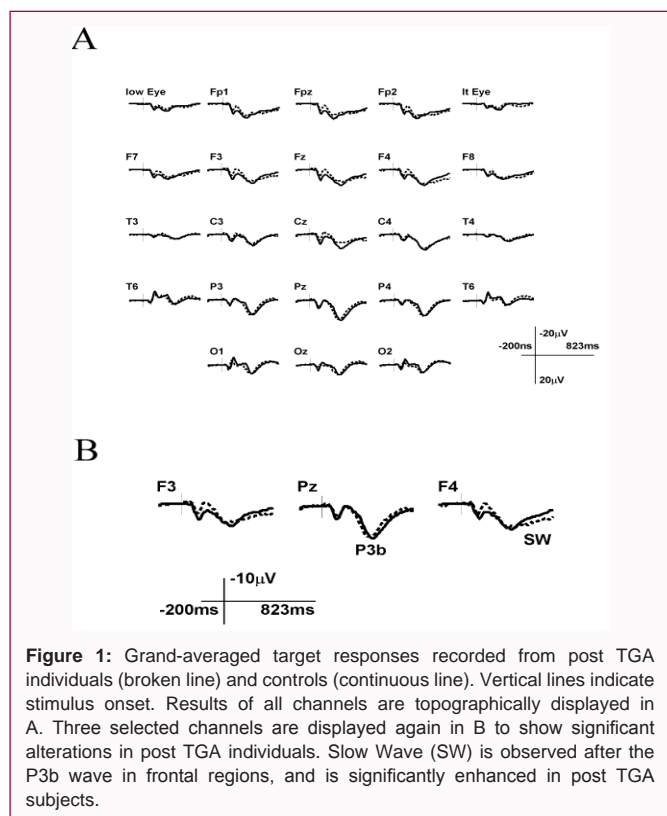 A
low Eye Fp1 Fpz Fp2 lt Eye
F7 F3 Fz F4 F8
T3 C3 Cz C4 T4
T6 P3 Pz P4 T6
O1 Oz O2
-20μV
-200ns 823ms
20μV
B
F3 Pz F4
P3b SW
-10μV
-200ms 823ms
Figure 1: Grand-averaged target responses recorded from post TGA
individuals (broken line) and controls (continuous line). Vertical lines indicate
stimulus onset. Results of all channels are topographically displayed in
A. Three selected channels are displayed again in B to show significant
alterations in post TGA individuals. Slow Wave (SW) is observed after the
P3b wave in frontal regions, and is significantly enhanced in post TGA
subjects.